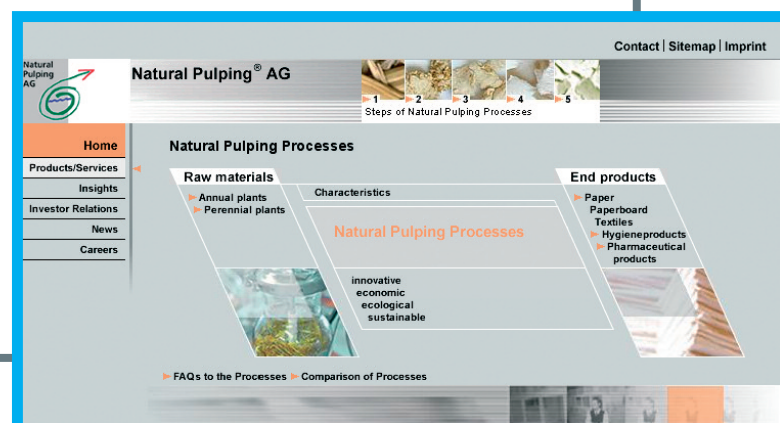 Contact | Sitemap | Imprint
Natural
Pulping
AG
Natural Pulping® AG
1 2 3 4 5
Steps of Natural Pulping Processes
Home
Products/Services
Insights
Investor Relations
News
Careers
Natural Pulping Processes
Raw materials
Annual plants
Perennial plants
Characteristics
Natural Pulping Processes
innovative
economic
ecological
sustainable
End products
Paper
Paperboard
Textiles
Hygieneproducts
Pharmaceutical
products
FAQs to the Processes Comparison of Processes